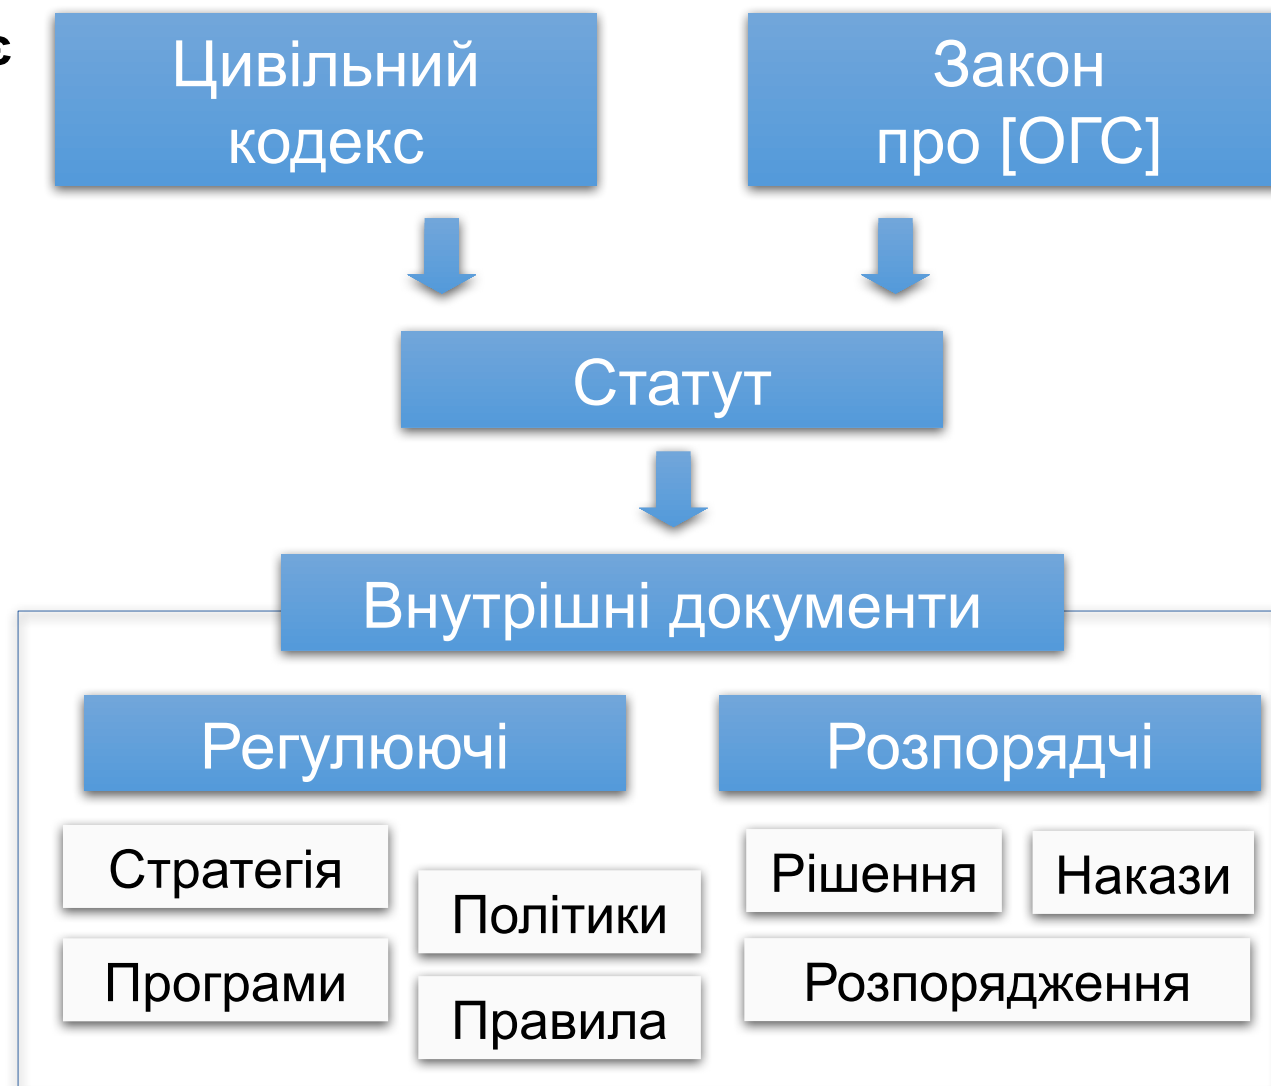 є
Цивільний
кодекс
Закон
про [ОГС]
Статут
Внутрішні документи
Регулюючі
Розпорядчі
Стратегія
Політики
Програми
Правила
Рішення
Накази
Розпорядження